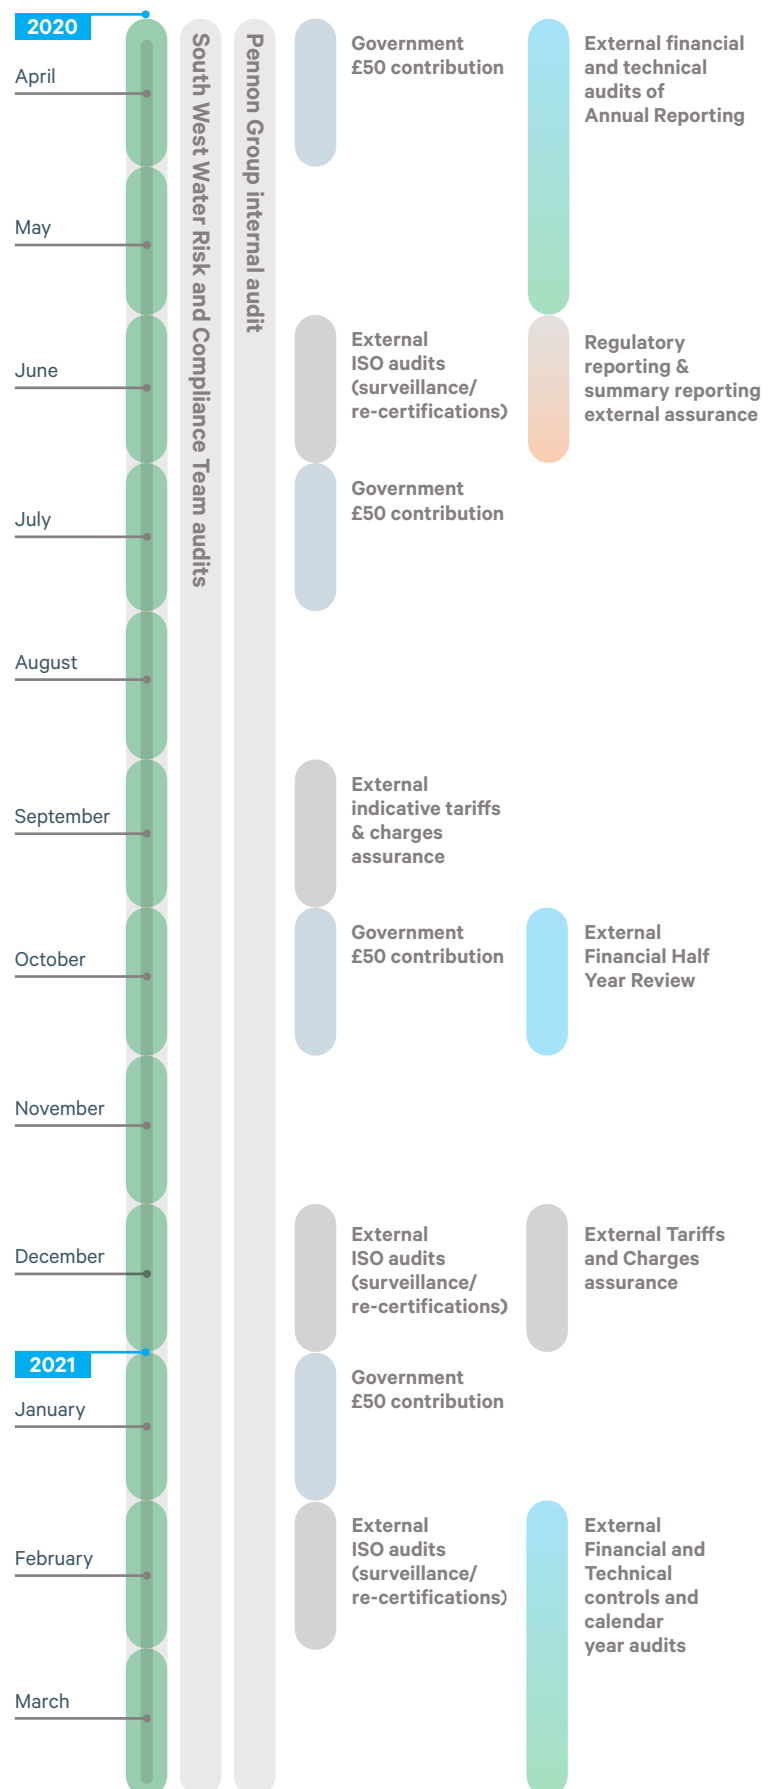 2020
April
South West Water Risk and Compliance Team audits
Pennon Group internal audit
Government
£50 contribution
External financial
and technical
audits of
Annual Reporting
May
June
External
ISO audits
(surveillance/
re-certifications)
Regulatory
reporting &
summary reporting
external assurance
July
Government
£50 contribution
August
September
External
indicative tariffs
& charges
assurance
October
Government
£50 contribution
External
Financial Half
Year Review
November
December
External
ISO audits
(surveillance/
re-certifications)
External Tariffs
and Charges
assurance
2021
January
Government
£50 contribution
February
External
ISO audits
(surveillance/
re-certifications)
External
Financial and
Technical
controls and
calendar
year audits
March